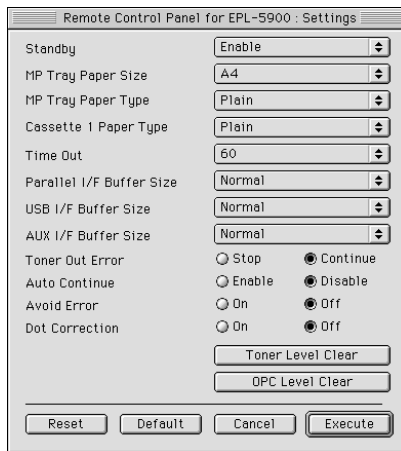 Remote Control Panel for EPL-5900 : Settings
Standby Enable
MP Tray Paper Size A4
MP Tray Paper Type Plain
Cassette 1 Paper Type Plain
Time Out 60
Parallel I/F Buffer Size Normal
USB I/F Buffer Size Normal
AUX I/F Buffer Size Normal
Toner Out Error Stop Continue
Auto Continue Enable Disable
Avoid Error On Off
Dot Correction On Off
Toner Level Clear
OPC Level Clear
Reset Default Cancel Execute